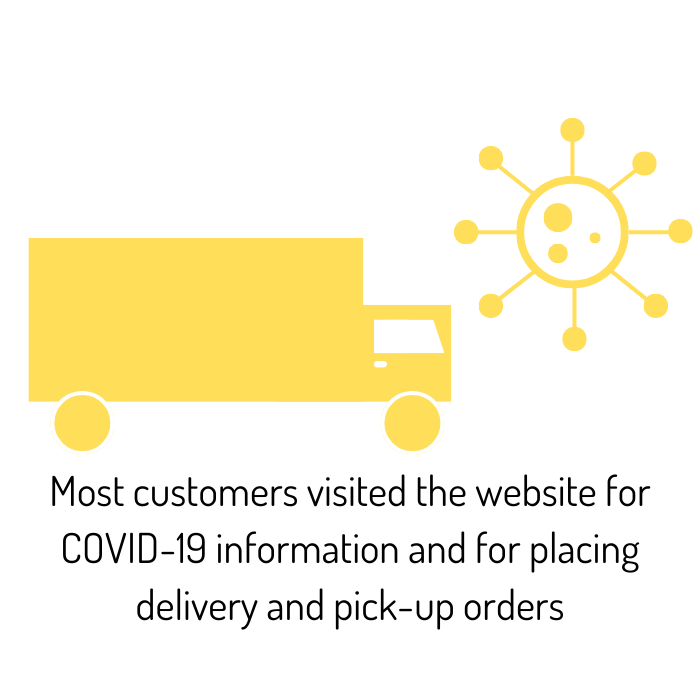 Most customers visited the website for
COVID-19 information and for placing
delivery and pick-up orders